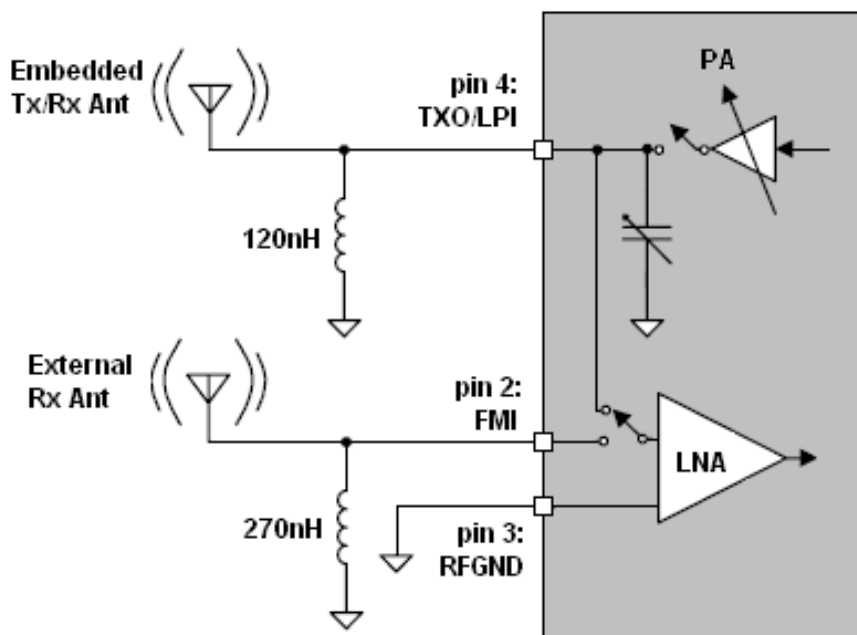 Embedded
Tx/Rx Ant
pin 4:
TXO/LPI
PA
120nH
External
Rx Ant
pin 2:
FMI
LNA
270nH
pin 3:
RFGND